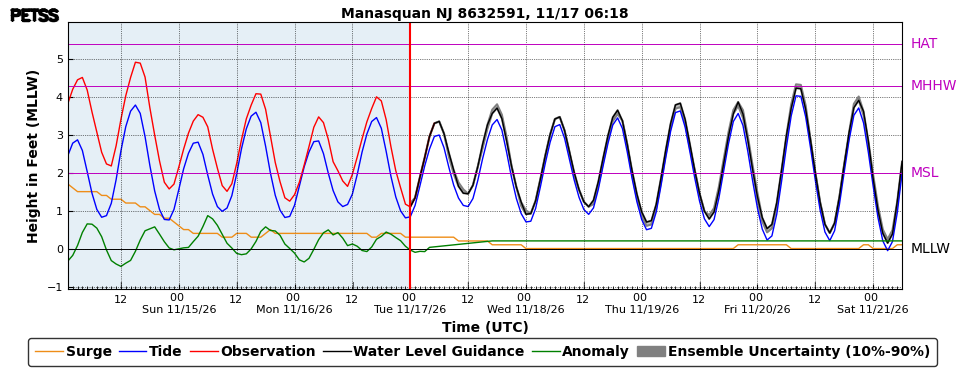 PETSS
Manasquan NJ 8632591, 11/17 06:18
Height in Feet (MLLW)
5
4
3
2
1
0
−1
HAT
MHHW
MSL
MLLW
12 00 12 00 12 00 12 00 12 00 12 00 12 00
Sun 11/15/26 Mon 11/16/26 Tue 11/17/26 Wed 11/18/26 Thu 11/19/26 Fri 11/20/26 Sat 11/21/26
Time (UTC)
Surge Tide Observation Water Level Guidance Anomaly Ensemble Uncertainty (10%-90%)